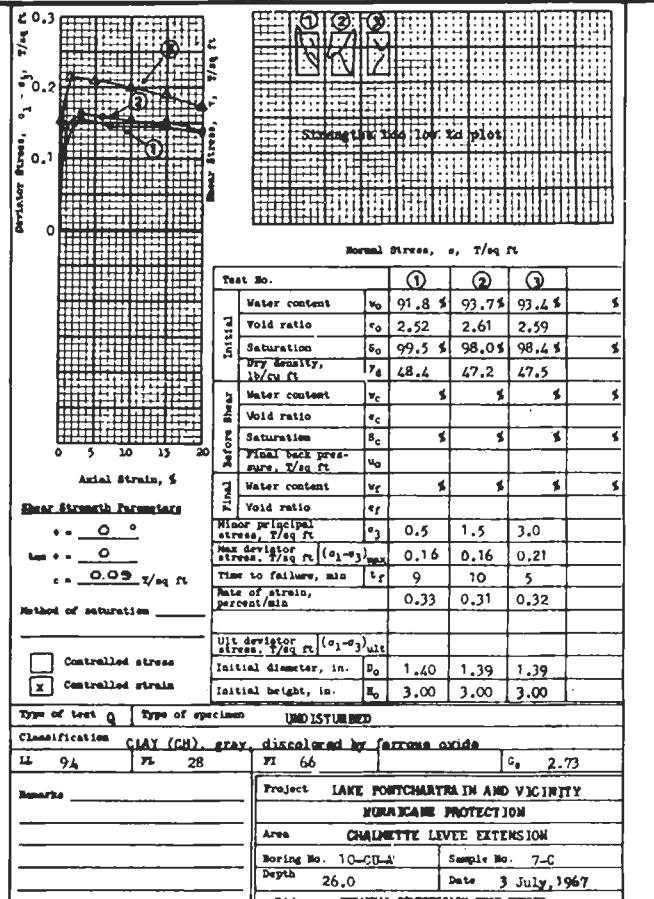 Deviator Stress, σ1 - σ3, T/sq ft
0.3
0.2
0.1
0
0 5 10 15 20
Axial Strain, %
① ② ③
③
②
①
Shear Stress, τ, T/sq ft
Strengths too low to plot
Normal Stress, σ, T/sq ft
Shear Strength Parameters
φ = 0 °
tan φ = 0
c = 0.09 T/sq ft
Method of saturation
Controlled stress
x Controlled strain
Test No. ① ② ③
Initial
Water content w₀ 91.8 % 93.7 % 93.4 % %
Void ratio e₀ 2.52 2.61 2.59
Saturation S₀ 99.5 % 98.0 % 98.4 % %
Dry density, lb/cu ft γd 48.4 47.2 47.5
Before Shear
Water content wc % % % %
Void ratio ec
Saturation Sc % % % %
Final back pressure, T/sq ft u₀
Final
Water content wf % % % %
Void ratio ef
Minor principal stress, T/sq ft σ3 0.5 1.5 3.0
Max deviator stress, T/sq ft (σ1-σ3)max 0.16 0.16 0.21
Time to failure, min tf 9 10 5
Rate of strain, percent/min 0.33 0.31 0.32
Ult deviator stress, T/sq ft (σ1-σ3)ult
Initial diameter, in. D₀ 1.40 1.39 1.39
Initial height, in. H₀ 3.00 3.00 3.00
Type of test Q Type of specimen UNDISTURBED
Classification CLAY (CH), gray, discolored by ferrous oxide
LL 94 PL 28 PI 66 Gs 2.73
Remarks
Project LAKE PONTCHARTRAIN AND VICINITY
HURRICANE PROTECTION
Area CHALMETTE LEVEE EXTENSION
Boring No. 10-CU-A Sample No. 7-C
Depth 26.0 Date 3 July, 1967